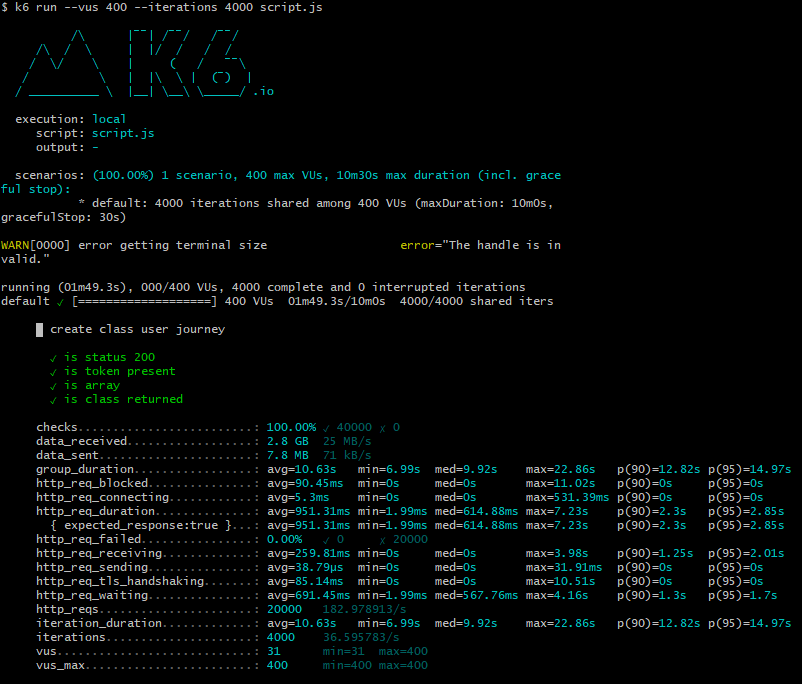 $ k6 run --vus 400 --iterations 4000 script.js
          /\      |‾‾| /‾‾/   /‾‾/
     /\  /  \     |  |/  /   /  /
    /  \/    \    |     (   /   ‾‾\
   /          \   |  |\  \ |  (‾)  |
  / __________ \  |__| \__\ \_____/ .io
  execution: local
     script: script.js
     output: -
  scenarios: (100.00%) 1 scenario, 400 max VUs, 10m30s max duration (incl. grace
ful stop):
           * default: 4000 iterations shared among 400 VUs (maxDuration: 10m0s,
gracefulStop: 30s)
WARN[0000] error getting terminal size                   error="The handle is in
valid."
running (01m49.3s), 000/400 VUs, 4000 complete and 0 interrupted iterations
default ✓ [===================] 400 VUs  01m49.3s/10m0s  4000/4000 shared iters
     █ create class user journey
       ✓ is status 200
       ✓ is token present
       ✓ is array
       ✓ is class returned
     checks.........................: 100.00% ✓ 40000 ✗ 0
     data_received..................: 2.8 GB  25 MB/s
     data_sent......................: 7.8 MB  71 kB/s
     group_duration.................: avg=10.63s   min=6.99s  med=9.92s    max=22.86s   p(90)=12.82s p(95)=14.97s
     http_req_blocked...............: avg=90.45ms  min=0s     med=0s       max=11.02s   p(90)=0s     p(95)=0s
     http_req_connecting............: avg=5.3ms    min=0s     med=0s       max=531.39ms p(90)=0s     p(95)=0s
     http_req_duration..............: avg=951.31ms min=1.99ms med=614.88ms max=7.23s    p(90)=2.3s   p(95)=2.85s
       { expected_response:true }...: avg=951.31ms min=1.99ms med=614.88ms max=7.23s    p(90)=2.3s   p(95)=2.85s
     http_req_failed................: 0.00%   ✓ 0     ✗ 20000
     http_req_receiving.............: avg=259.81ms min=0s     med=0s       max=3.98s    p(90)=1.25s  p(95)=2.01s
     http_req_sending...............: avg=38.79µs  min=0s     med=0s       max=31.91ms  p(90)=0s     p(95)=0s
     http_req_tls_handshaking.......: avg=85.14ms  min=0s     med=0s       max=10.51s   p(90)=0s     p(95)=0s
     http_req_waiting...............: avg=691.45ms min=1.99ms med=567.76ms max=4.16s    p(90)=1.3s   p(95)=1.7s
     http_reqs......................: 20000   182.978913/s
     iteration_duration.............: avg=10.63s   min=6.99s  med=9.92s    max=22.86s   p(90)=12.82s p(95)=14.97s
     iterations.....................: 4000    36.595783/s
     vus............................: 31      min=31  max=400
     vus_max........................: 400     min=400 max=400